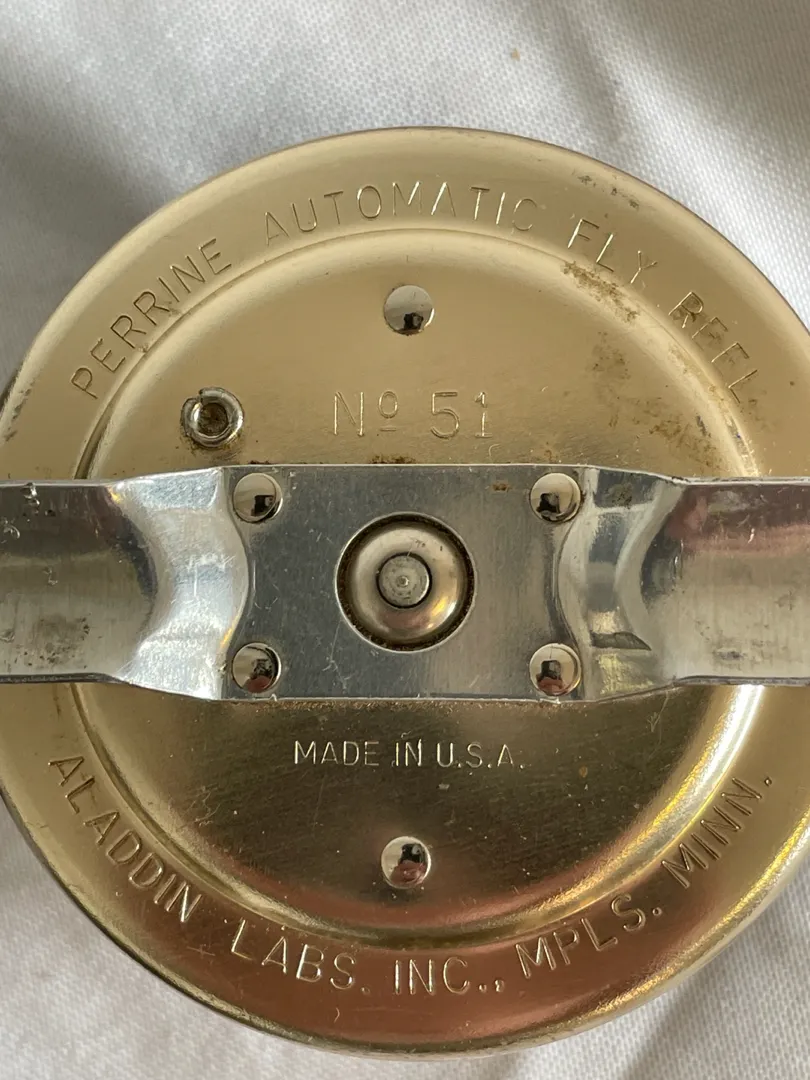 PERRINE AUTOMATIC FLY REEL
Nº 51
MADE IN U.S.A.
ALADDIN LABS. INC., MPLS. MINN.